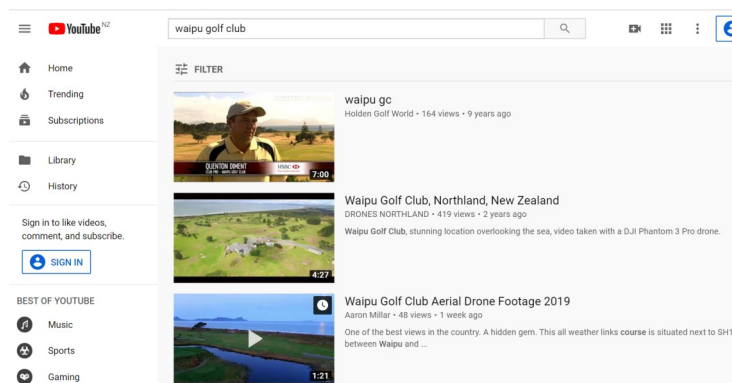 YouTube NZ
waipu golf club
Home
Trending
Subscriptions
Library
History
Sign in to like videos,
comment, and subscribe.
SIGN IN
BEST OF YOUTUBE
Music
Sports
Gaming
FILTER
QUENTON DIMENT
CLUB PRO - WAIPU GOLF CLUB
HSBC
7:00
waipu gc
Holden Golf World • 164 views • 9 years ago
4:27
Waipu Golf Club, Northland, New Zealand
DRONES NORTHLAND • 419 views • 2 years ago
Waipu Golf Club, stunning location overlooking the sea, video taken with a DJI Phantom 3 Pro drone.
1:21
Waipu Golf Club Aerial Drone Footage 2019
Aaron Millar • 48 views • 1 week ago
One of the best views in the country. A hidden gem. This all weather links course is situated next to SH1
between Waipu and ...